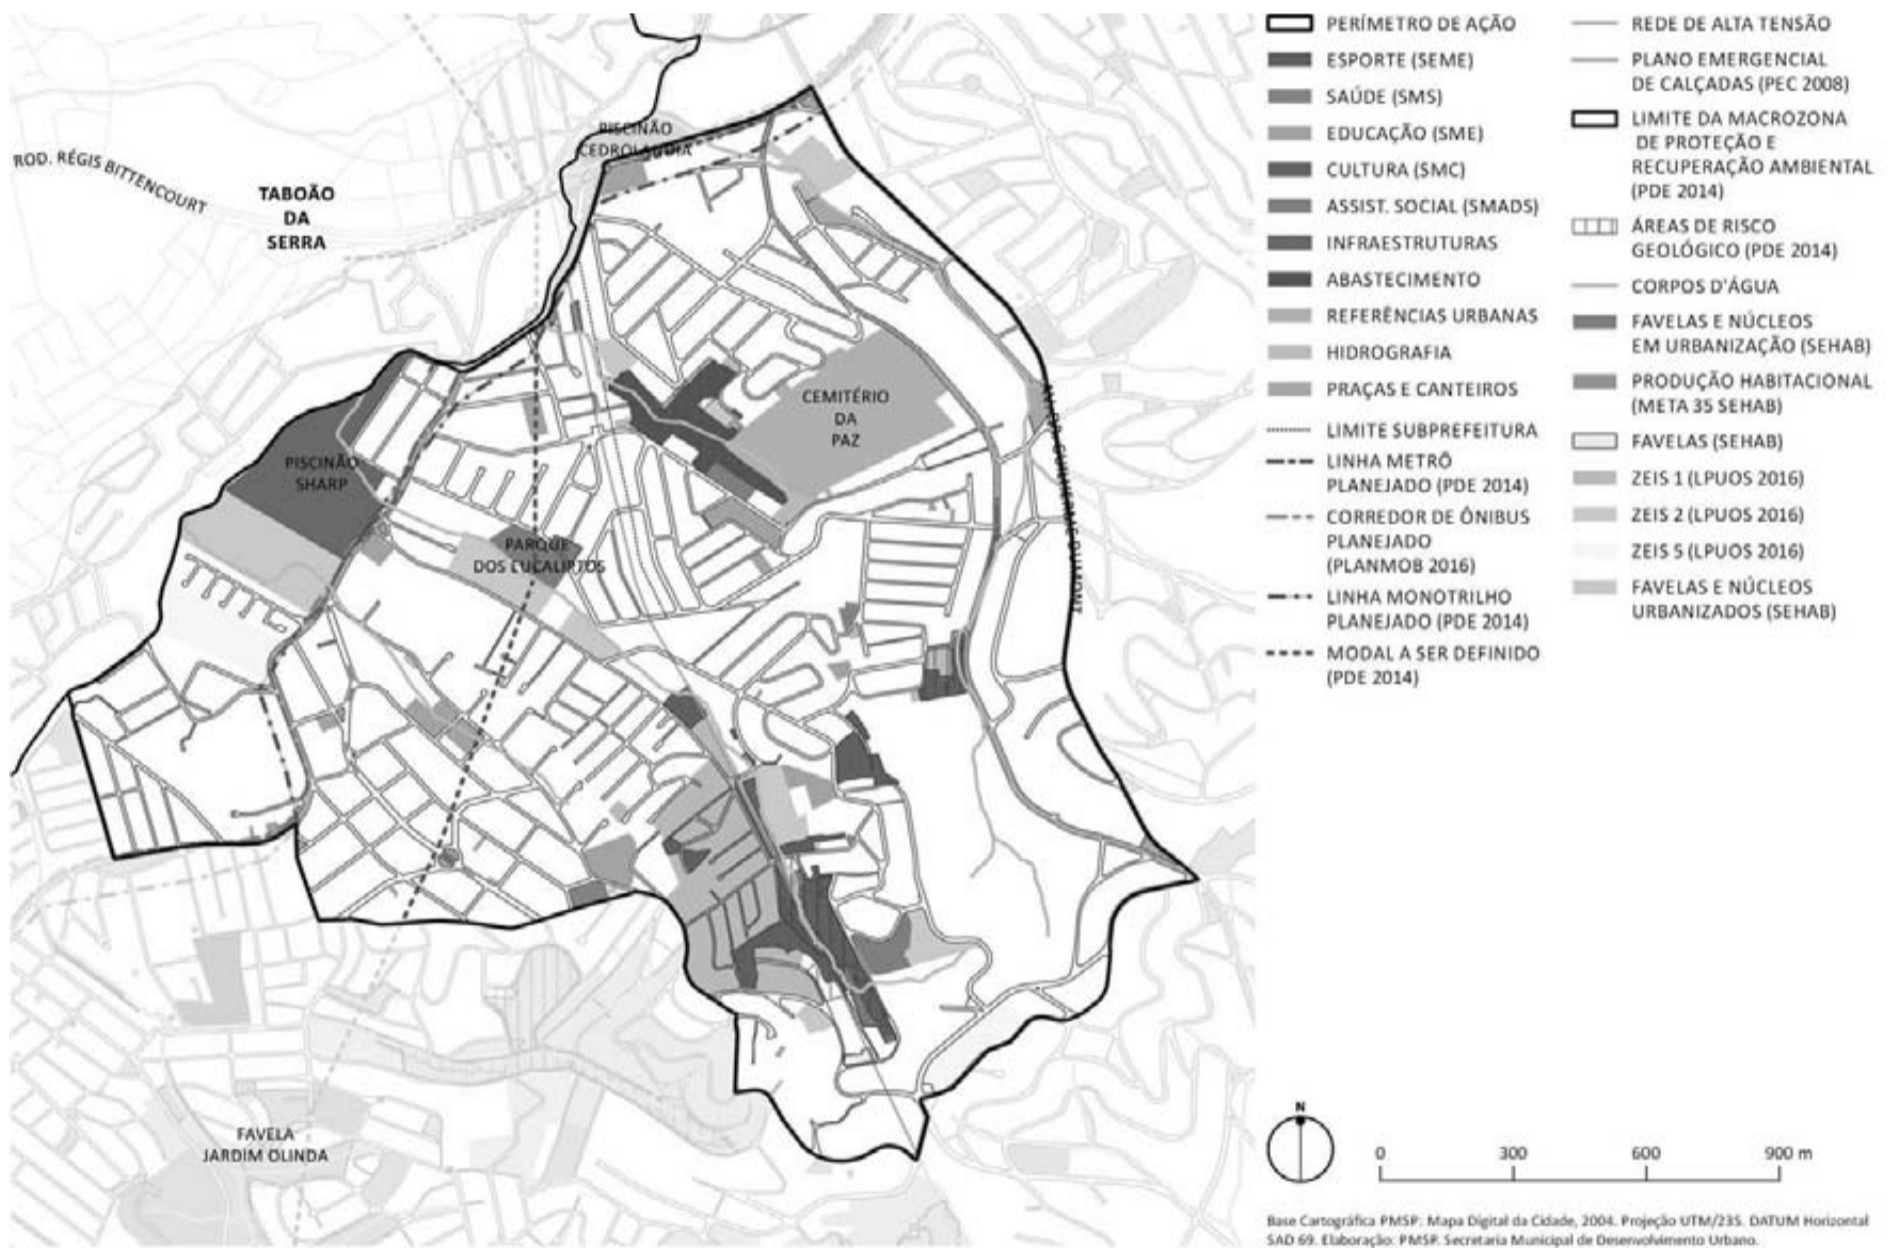 ROD. RÉGIS BITTENCOURT
TABOÃO
DA
SERRA
PISCINÃO
CEDROLANDIA
CEMITÉRIO
DA
PAZ
PISCINÃO
SHARP
PARQUE
DOS EUCALIPTOS
AV. DR. GUILHERME DUMONT
FAVELA
JARDIM OLINDA
PERÍMETRO DE AÇÃO
ESPORTE (SEME)
SAÚDE (SMS)
EDUCAÇÃO (SME)
CULTURA (SMC)
ASSIST. SOCIAL (SMADS)
INFRAESTRUTURAS
ABASTECIMENTO
REFERÊNCIAS URBANAS
HIDROGRAFIA
PRAÇAS E CANTEIROS
LIMITE SUBPREFEITURA
LINHA METRÔ
PLANEJADO (PDE 2014)
CORREDOR DE ÔNIBUS
PLANEJADO
(PLANMOB 2016)
LINHA MONOTRILHO
PLANEJADO (PDE 2014)
MODAL A SER DEFINIDO
(PDE 2014)
REDE DE ALTA TENSÃO
PLANO EMERGENCIAL
DE CALÇADAS (PEC 2008)
LIMITE DA MACROZONA
DE PROTEÇÃO E
RECUPERAÇÃO AMBIENTAL
(PDE 2014)
ÁREAS DE RISCO
GEOLÓGICO (PDE 2014)
CORPOS D'ÁGUA
FAVELAS E NÚCLEOS
EM URBANIZAÇÃO (SEHAB)
PRODUÇÃO HABITACIONAL
(META 35 SEHAB)
FAVELAS (SEHAB)
ZEIS 1 (LPUOS 2016)
ZEIS 2 (LPUOS 2016)
ZEIS 5 (LPUOS 2016)
FAVELAS E NÚCLEOS
URBANIZADOS (SEHAB)
N
0 300 600 900 m
Base Cartográfica PMSP: Mapa Digital da Cidade, 2004. Projeção UTM/23S. DATUM Horizontal
SAD 69. Elaboração: PMSP. Secretaria Municipal de Desenvolvimento Urbano.